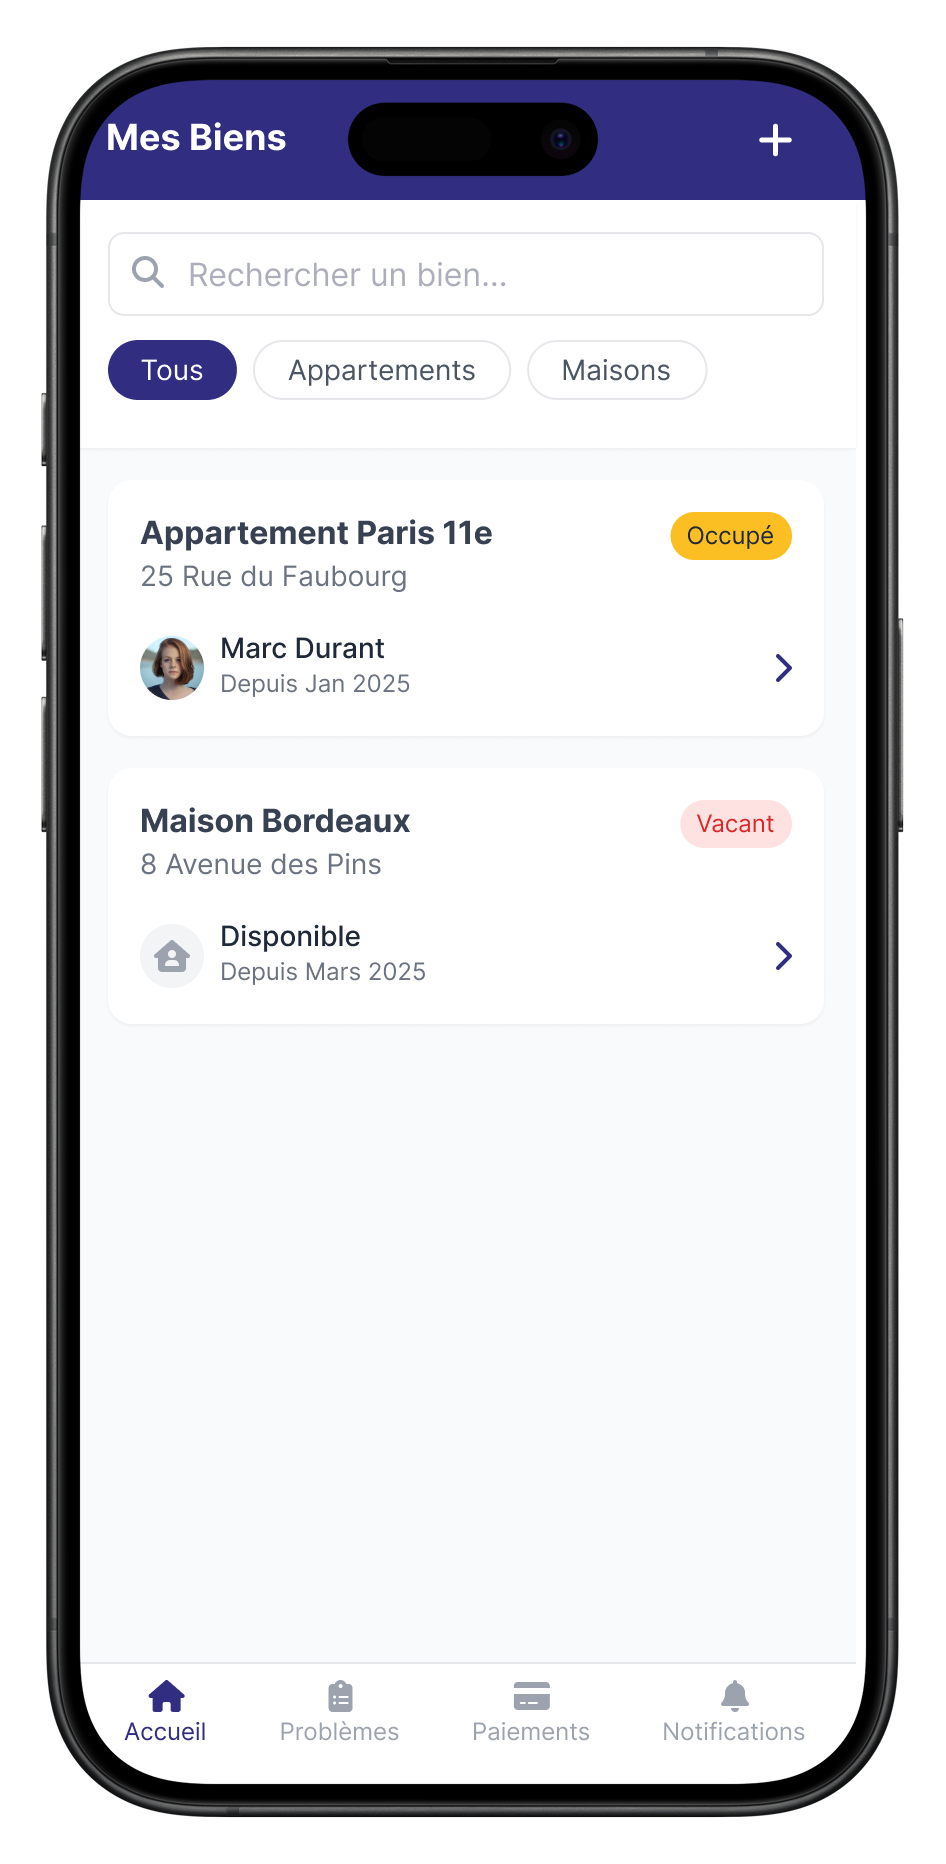 Mes Biens
Rechercher un bien...
Tous
Appartements
Maisons
Appartement Paris 11e
Occupé
25 Rue du Faubourg
Marc Durant
Depuis Jan 2025
Maison Bordeaux
Vacant
8 Avenue des Pins
Disponible
Depuis Mars 2025
Accueil
Problèmes
Paiements
Notifications